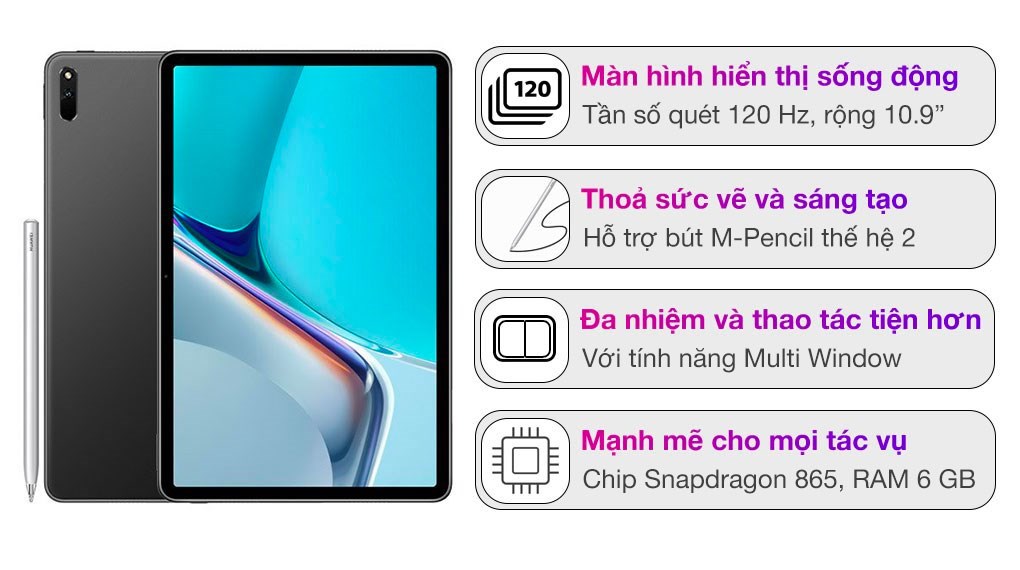 120
Màn hình hiển thị sống động
Tần số quét 120 Hz, rộng 10.9”
Thoả sức vẽ và sáng tạo
Hỗ trợ bút M-Pencil thế hệ 2
HUAWEI
Đa nhiệm và thao tác tiện hơn
Với tính năng Multi Window
Mạnh mẽ cho mọi tác vụ
Chip Snapdragon 865, RAM 6 GB